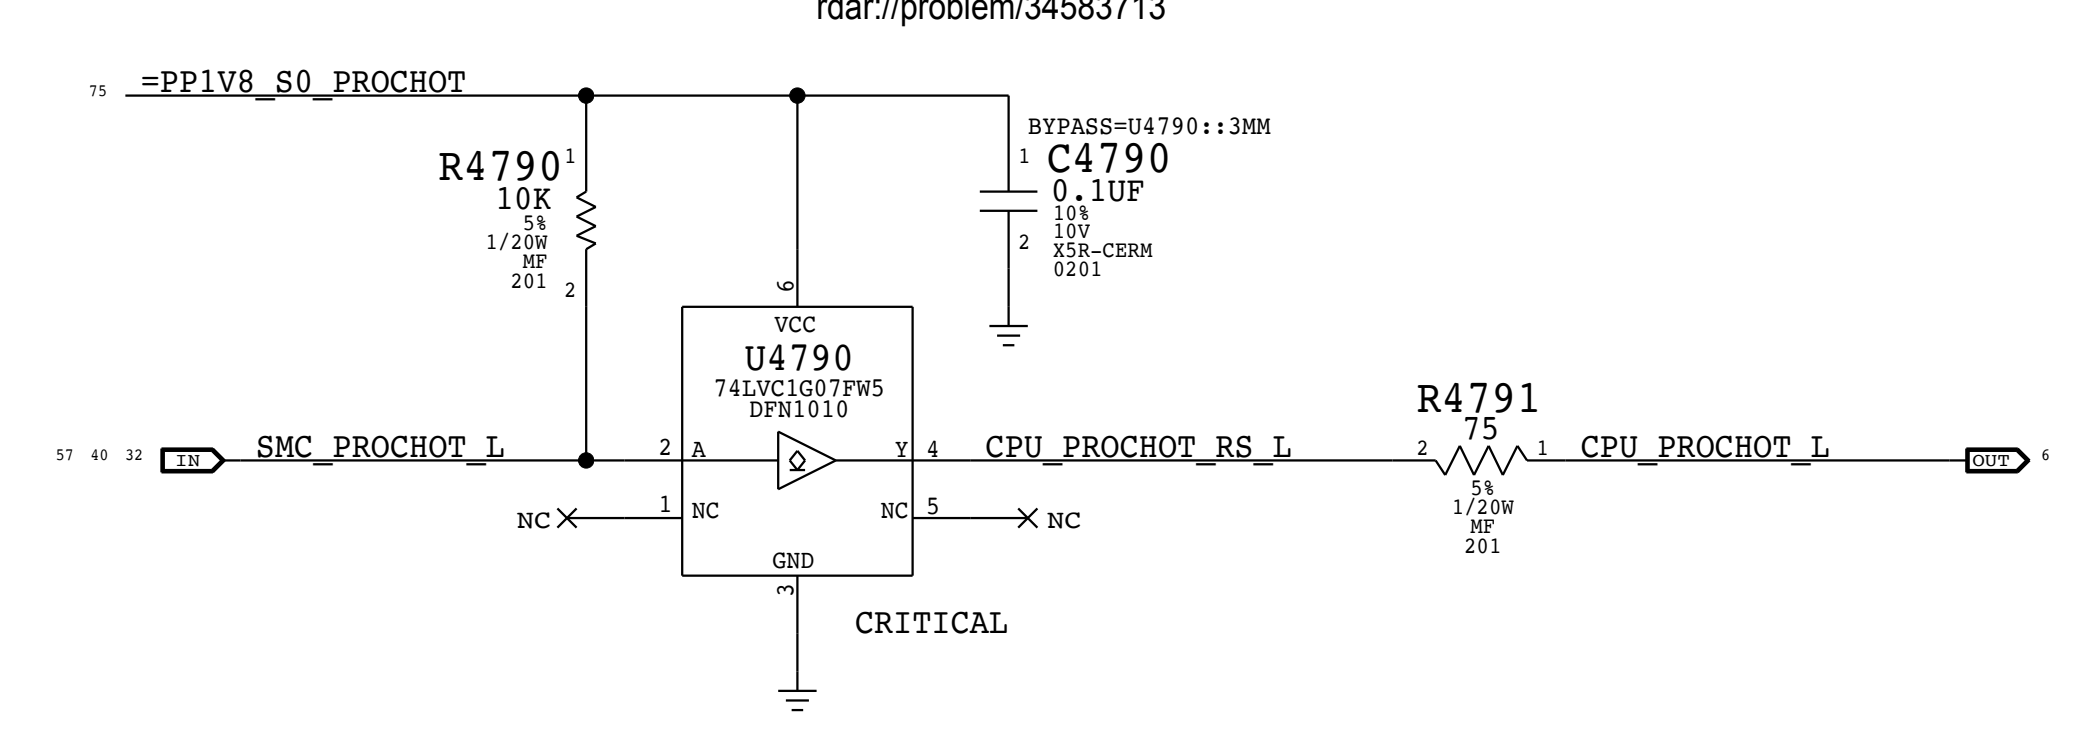 rdar://problem/34583713
75 =PP1V8_S0_PROCHOT
BYPASS=U4790::3MM
R4790
1
10K
5%
1/20W
MF
201
2
1
C4790
0.1UF
10%
10V
X5R-CERM
0201
2
6
VCC
U4790
74LVC1G07FW5
DFN1010
R4791
75
57 40 32 IN SMC_PROCHOT_L 2 A Y 4 CPU_PROCHOT_RS_L 2 1 CPU_PROCHOT_L OUT 6
5%
1/20W
MF
201
NC 1 NC NC 5 NC
GND
3
CRITICAL